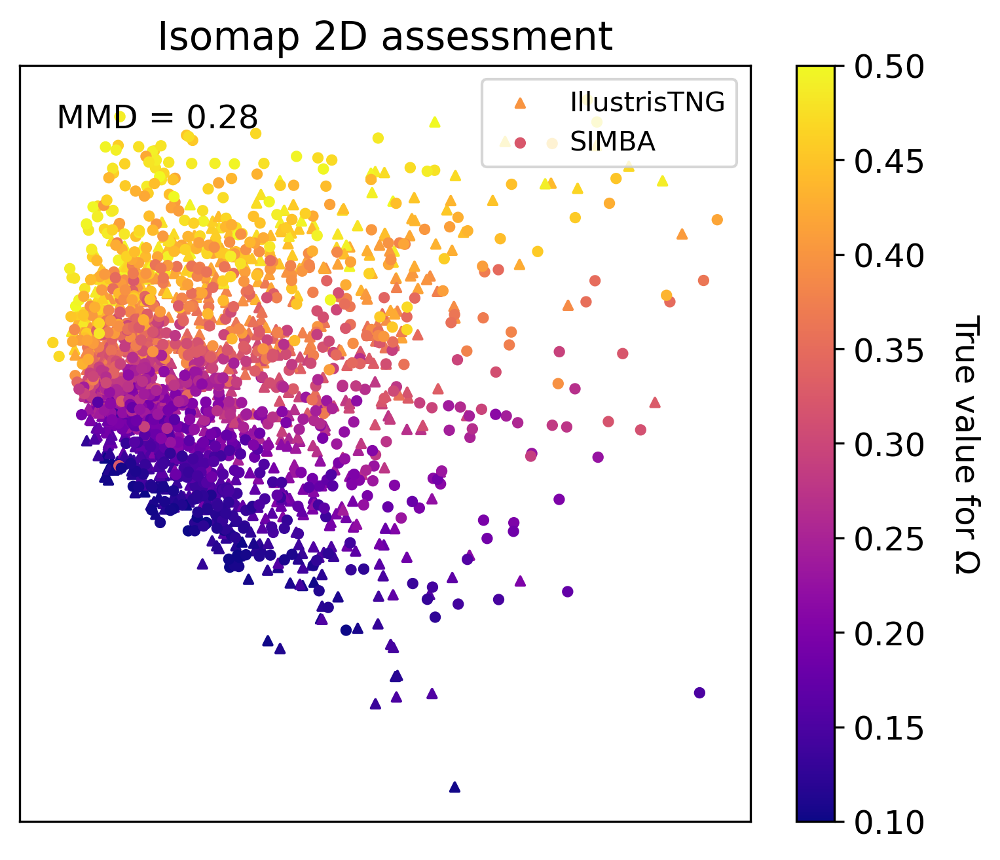 Isomap 2D assessment
MMD = 0.28
IllustrisTNG
SIMBA
0.50
0.45
0.40
0.35
0.30
0.25
0.20
0.15
0.10
True value for Ω